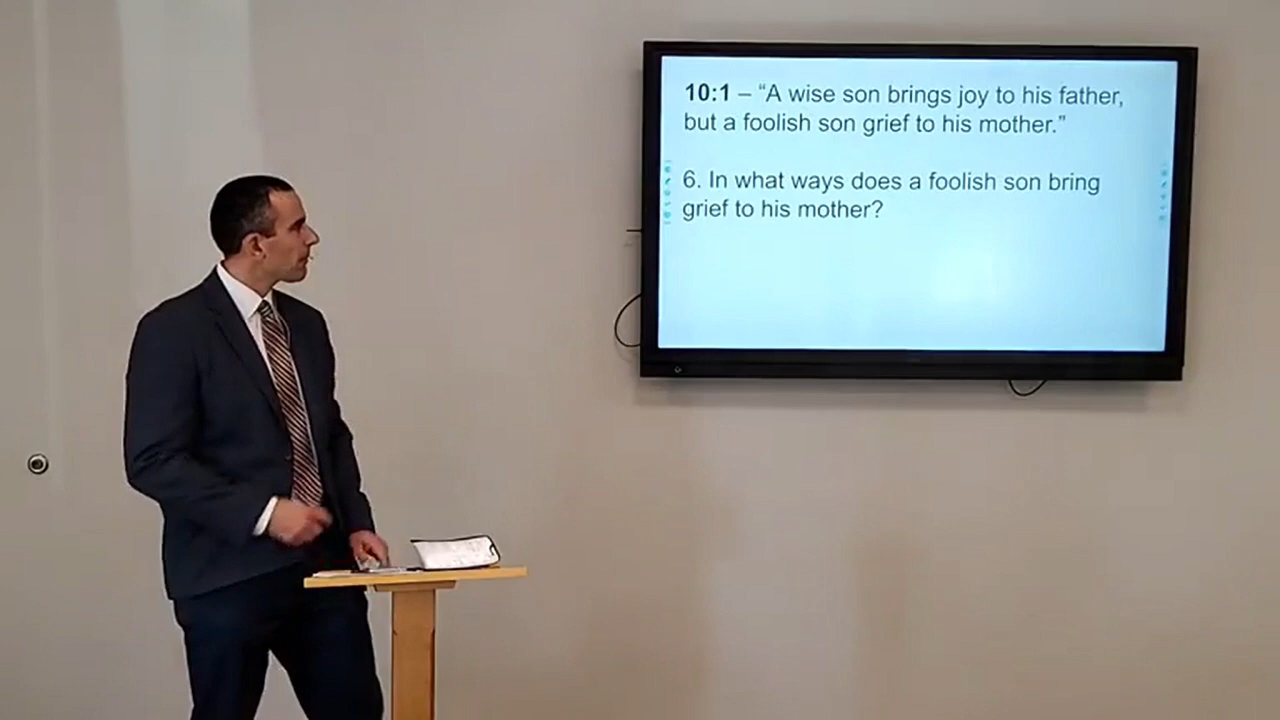 10:1 – “A wise son brings joy to his father,
but a foolish son grief to his mother.”
6. In what ways does a foolish son bring
grief to his mother?